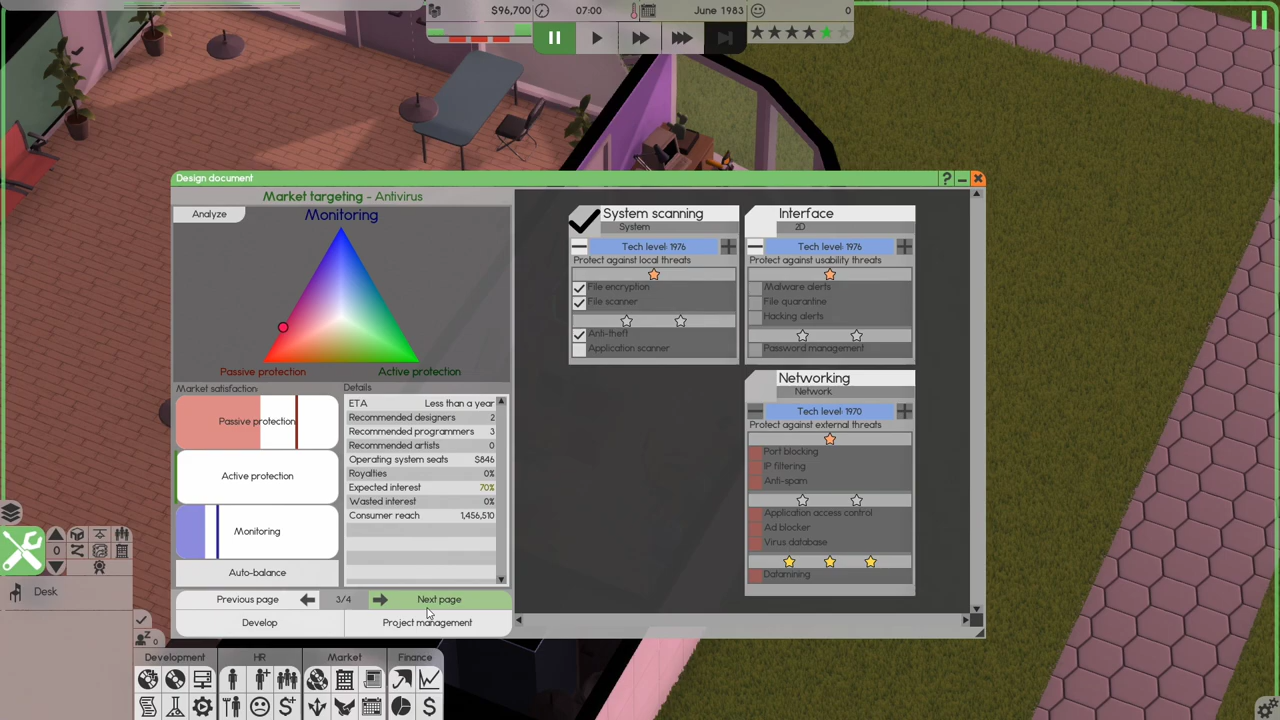 $96,700
07:00
June 1983
0
Design document
?
Market targeting - Antivirus
Analyze
Monitoring
Passive protection
Active protection
Market satisfaction
Passive protection
Active protection
Monitoring
Auto-balance
Details
ETA Less than a year
Recommended designers 2
Recommended programmers 3
Recommended artists 0
Operating system seats $846
Royalties 0%
Expected interest 70%
Wasted interest 0%
Consumer reach 1,456,510
Previous page 3/4 Next page
Develop Project management
System scanning
System
Tech level: 1976
Protect against local threats
File encryption
File scanner
Anti-theft
Application scanner
Interface
2D
Tech level: 1976
Protect against usability threats
Malware alerts
File quarantine
Hacking alerts
Password management
Networking
Network
Tech level: 1970
Protect against external threats
Port blocking
IP filtering
Anti-spam
Application access control
Ad blocker
Virus database
Datamining
0
Desk
0
Development HR Market Finance